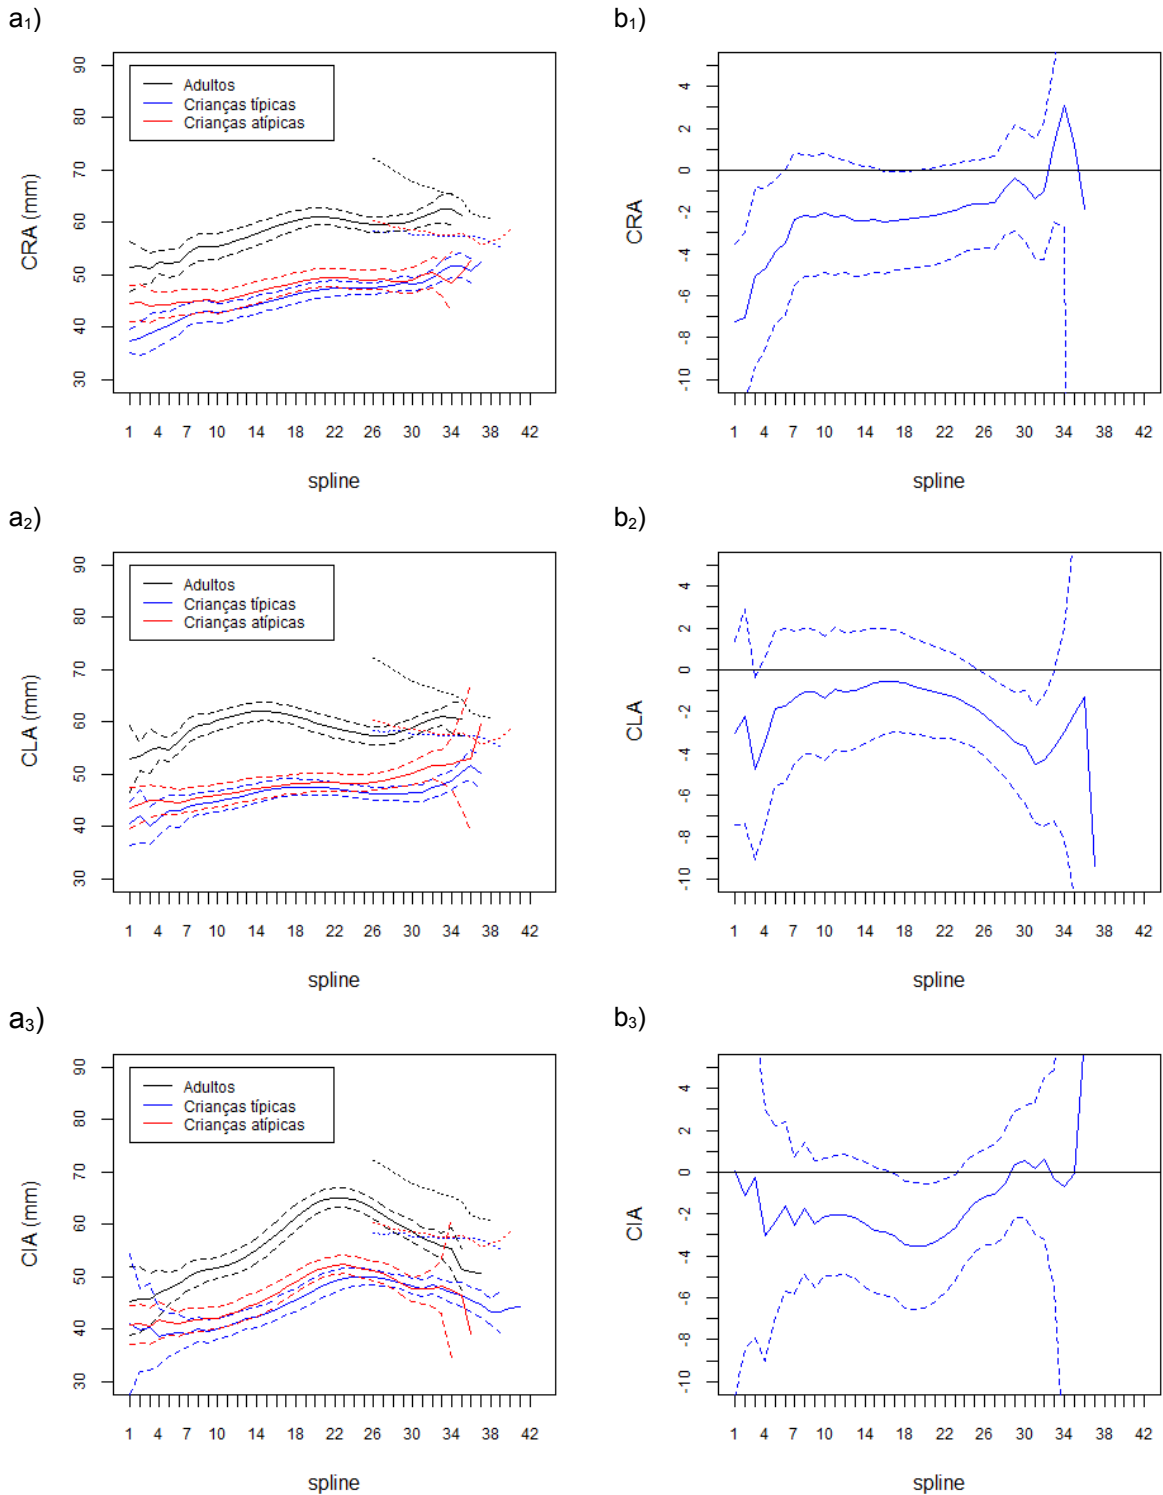 a1)
90
80
70
60
50
40
30
CRA (mm)
Adultos
Crianças típicas
Crianças atípicas
1 4 7 10 14 18 22 26 30 34 38 42
spline
b1)
4
2
0
-2
-4
-6
-8
-10
CRA
1 4 7 10 14 18 22 26 30 34 38 42
spline
a2)
90
80
70
60
50
40
30
CLA (mm)
Adultos
Crianças típicas
Crianças atípicas
1 4 7 10 14 18 22 26 30 34 38 42
spline
b2)
4
2
0
-2
-4
-6
-8
-10
CLA
1 4 7 10 14 18 22 26 30 34 38 42
spline
a3)
90
80
70
60
50
40
30
CIA (mm)
Adultos
Crianças típicas
Crianças atípicas
1 4 7 10 14 18 22 26 30 34 38 42
spline
b3)
4
2
0
-2
-4
-6
-8
-10
CIA
1 4 7 10 14 18 22 26 30 34 38 42
spline